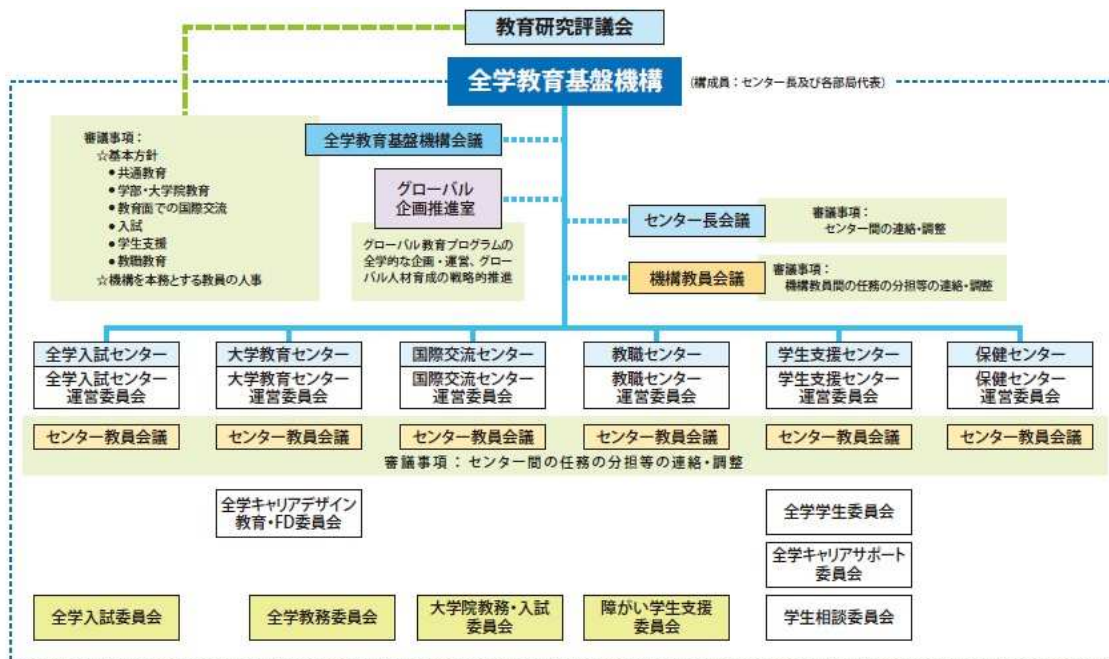 教育研究評議会
全学教育基盤機構
(構成員：センター長及び各部局代表)
審議事項：
☆基本方針
●共通教育
●学部・大学院教育
●教育面での国際交流
●入試
●学生支援
●教職教育
☆機構を本務とする教員の人事
全学教育基盤機構会議
グローバル
企画推進室
グローバル教育プログラムの
全学的な企画・運営、グロー
バル人材育成の戦略的推進
センター長会議
審議事項：
センター間の連絡・調整
機構教員会議
審議事項：
機構教員間の任務の分担等の連絡・調整
全学入試センター
全学入試センター
運営委員会
大学教育センター
大学教育センター
運営委員会
国際交流センター
国際交流センター
運営委員会
教職センター
教職センター
運営委員会
学生支援センター
学生支援センター
運営委員会
保健センター
保健センター
運営委員会
センター教員会議
センター教員会議
センター教員会議
センター教員会議
センター教員会議
センター教員会議
審議事項：センター間の任務の分担等の連絡・調整
全学キャリアデザイン
教育・FD委員会
全学学生委員会
全学キャリアサポート
委員会
全学入試委員会
全学教務委員会
大学院教務・入試
委員会
障がい学生支援
委員会
学生相談委員会